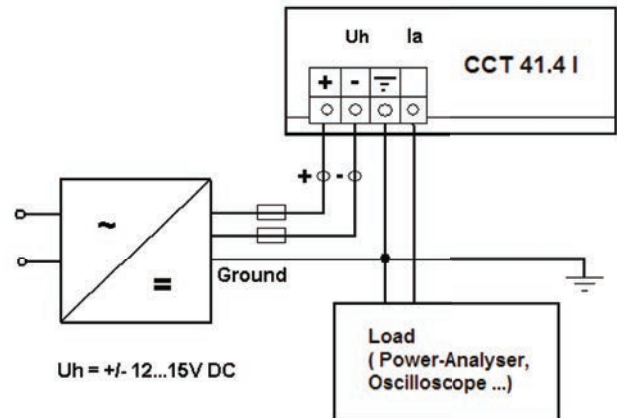 Uh Ia
CCT 41.4 I
+ -
+ -
~
=
Ground
Uh = +/- 12...15V DC
Load
( Power-Analyser,
Oscilloscope ...)